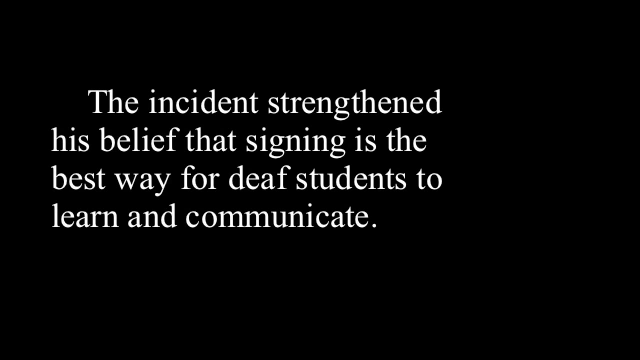 The incident strengthened
his belief that signing is the
best way for deaf students to
learn and communicate.